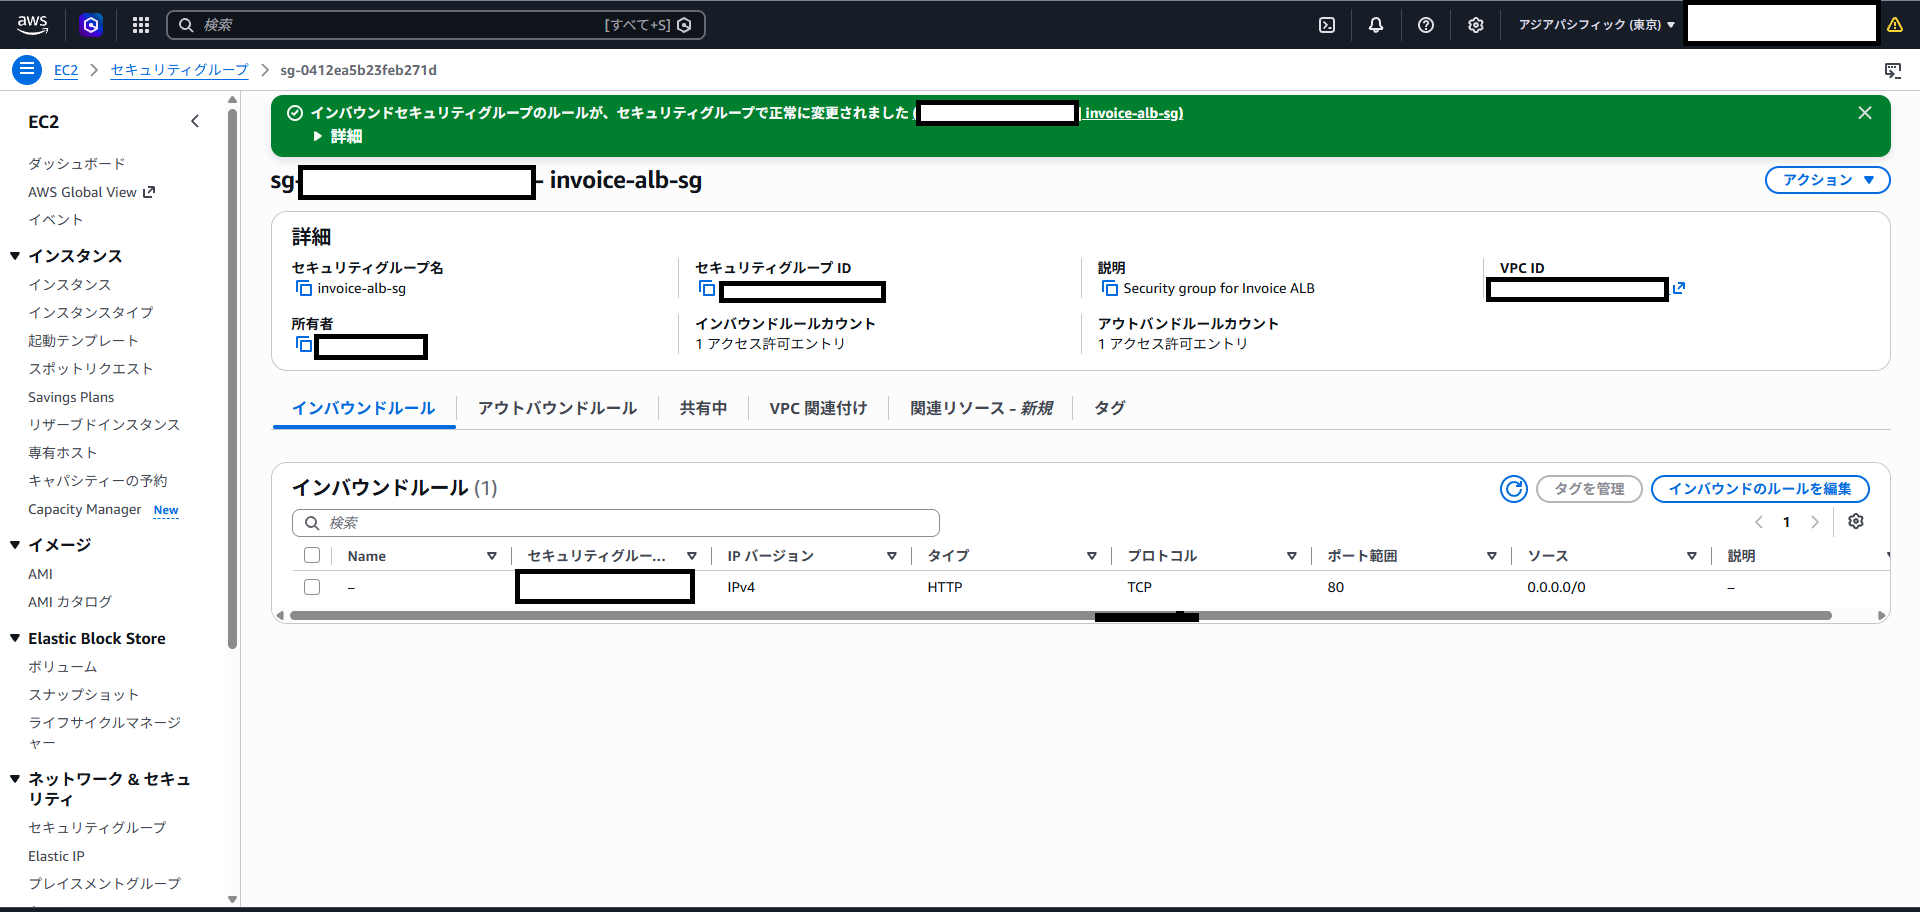 aws
検索
[すべて+S]
アジアパシフィック (東京)
EC2
セキュリティグループ
sg-0412ea5b23feb271d
EC2
ダッシュボード
AWS Global View
イベント
インスタンス
インスタンス
インスタンスタイプ
起動テンプレート
スポットリクエスト
Savings Plans
リザーブドインスタンス
専有ホスト
キャパシティーの予約
Capacity Manager New
イメージ
AMI
AMI カタログ
Elastic Block Store
ボリューム
スナップショット
ライフサイクルマネージ
ャー
ネットワーク & セキュ
リティ
セキュリティグループ
Elastic IP
プレイスメントグループ
インバウンドセキュリティグループのルールが、セキュリティグループで正常に変更されました ( | invoice-alb-sg)
詳細
sg- - invoice-alb-sg
アクション
詳細
セキュリティグループ名
invoice-alb-sg
セキュリティグループ ID
説明
Security group for Invoice ALB
VPC ID
所有者
インバウンドルールカウント
1 アクセス許可エントリ
アウトバンドルールカウント
1 アクセス許可エントリ
インバウンドルール
アウトバウンドルール
共有中
VPC 関連付け
関連リソース - 新規
タグ
インバウンドルール (1)
タグを管理
インバウンドのルールを編集
検索
1
Name セキュリティグルー... IP バージョン タイプ プロトコル ポート範囲 ソース 説明
– IPv4 HTTP TCP 80 0.0.0.0/0 –